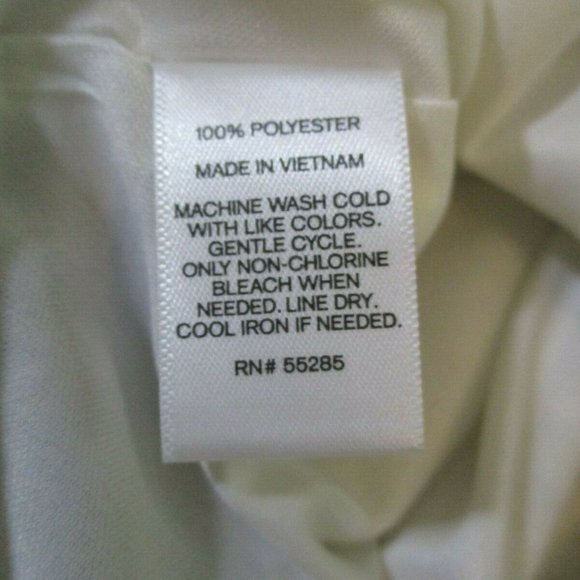 100% POLYESTER
MADE IN VIETNAM
MACHINE WASH COLD
WITH LIKE COLORS.
GENTLE CYCLE.
ONLY NON-CHLORINE
BLEACH WHEN
NEEDED. LINE DRY.
COOL IRON IF NEEDED.
RN# 55285